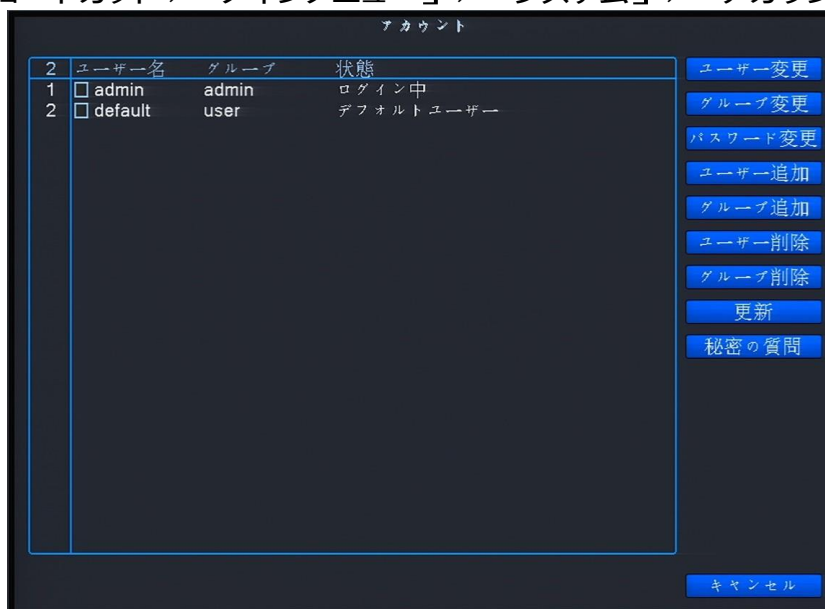 アカウント
2 ユーザー名 グループ 状態
1 admin admin ログイン中
2 default user デフォルトユーザー
ユーザー変更
グループ変更
パスワード変更
ユーザー追加
グループ追加
ユーザー削除
グループ削除
更新
秘密の質問
キャンセル